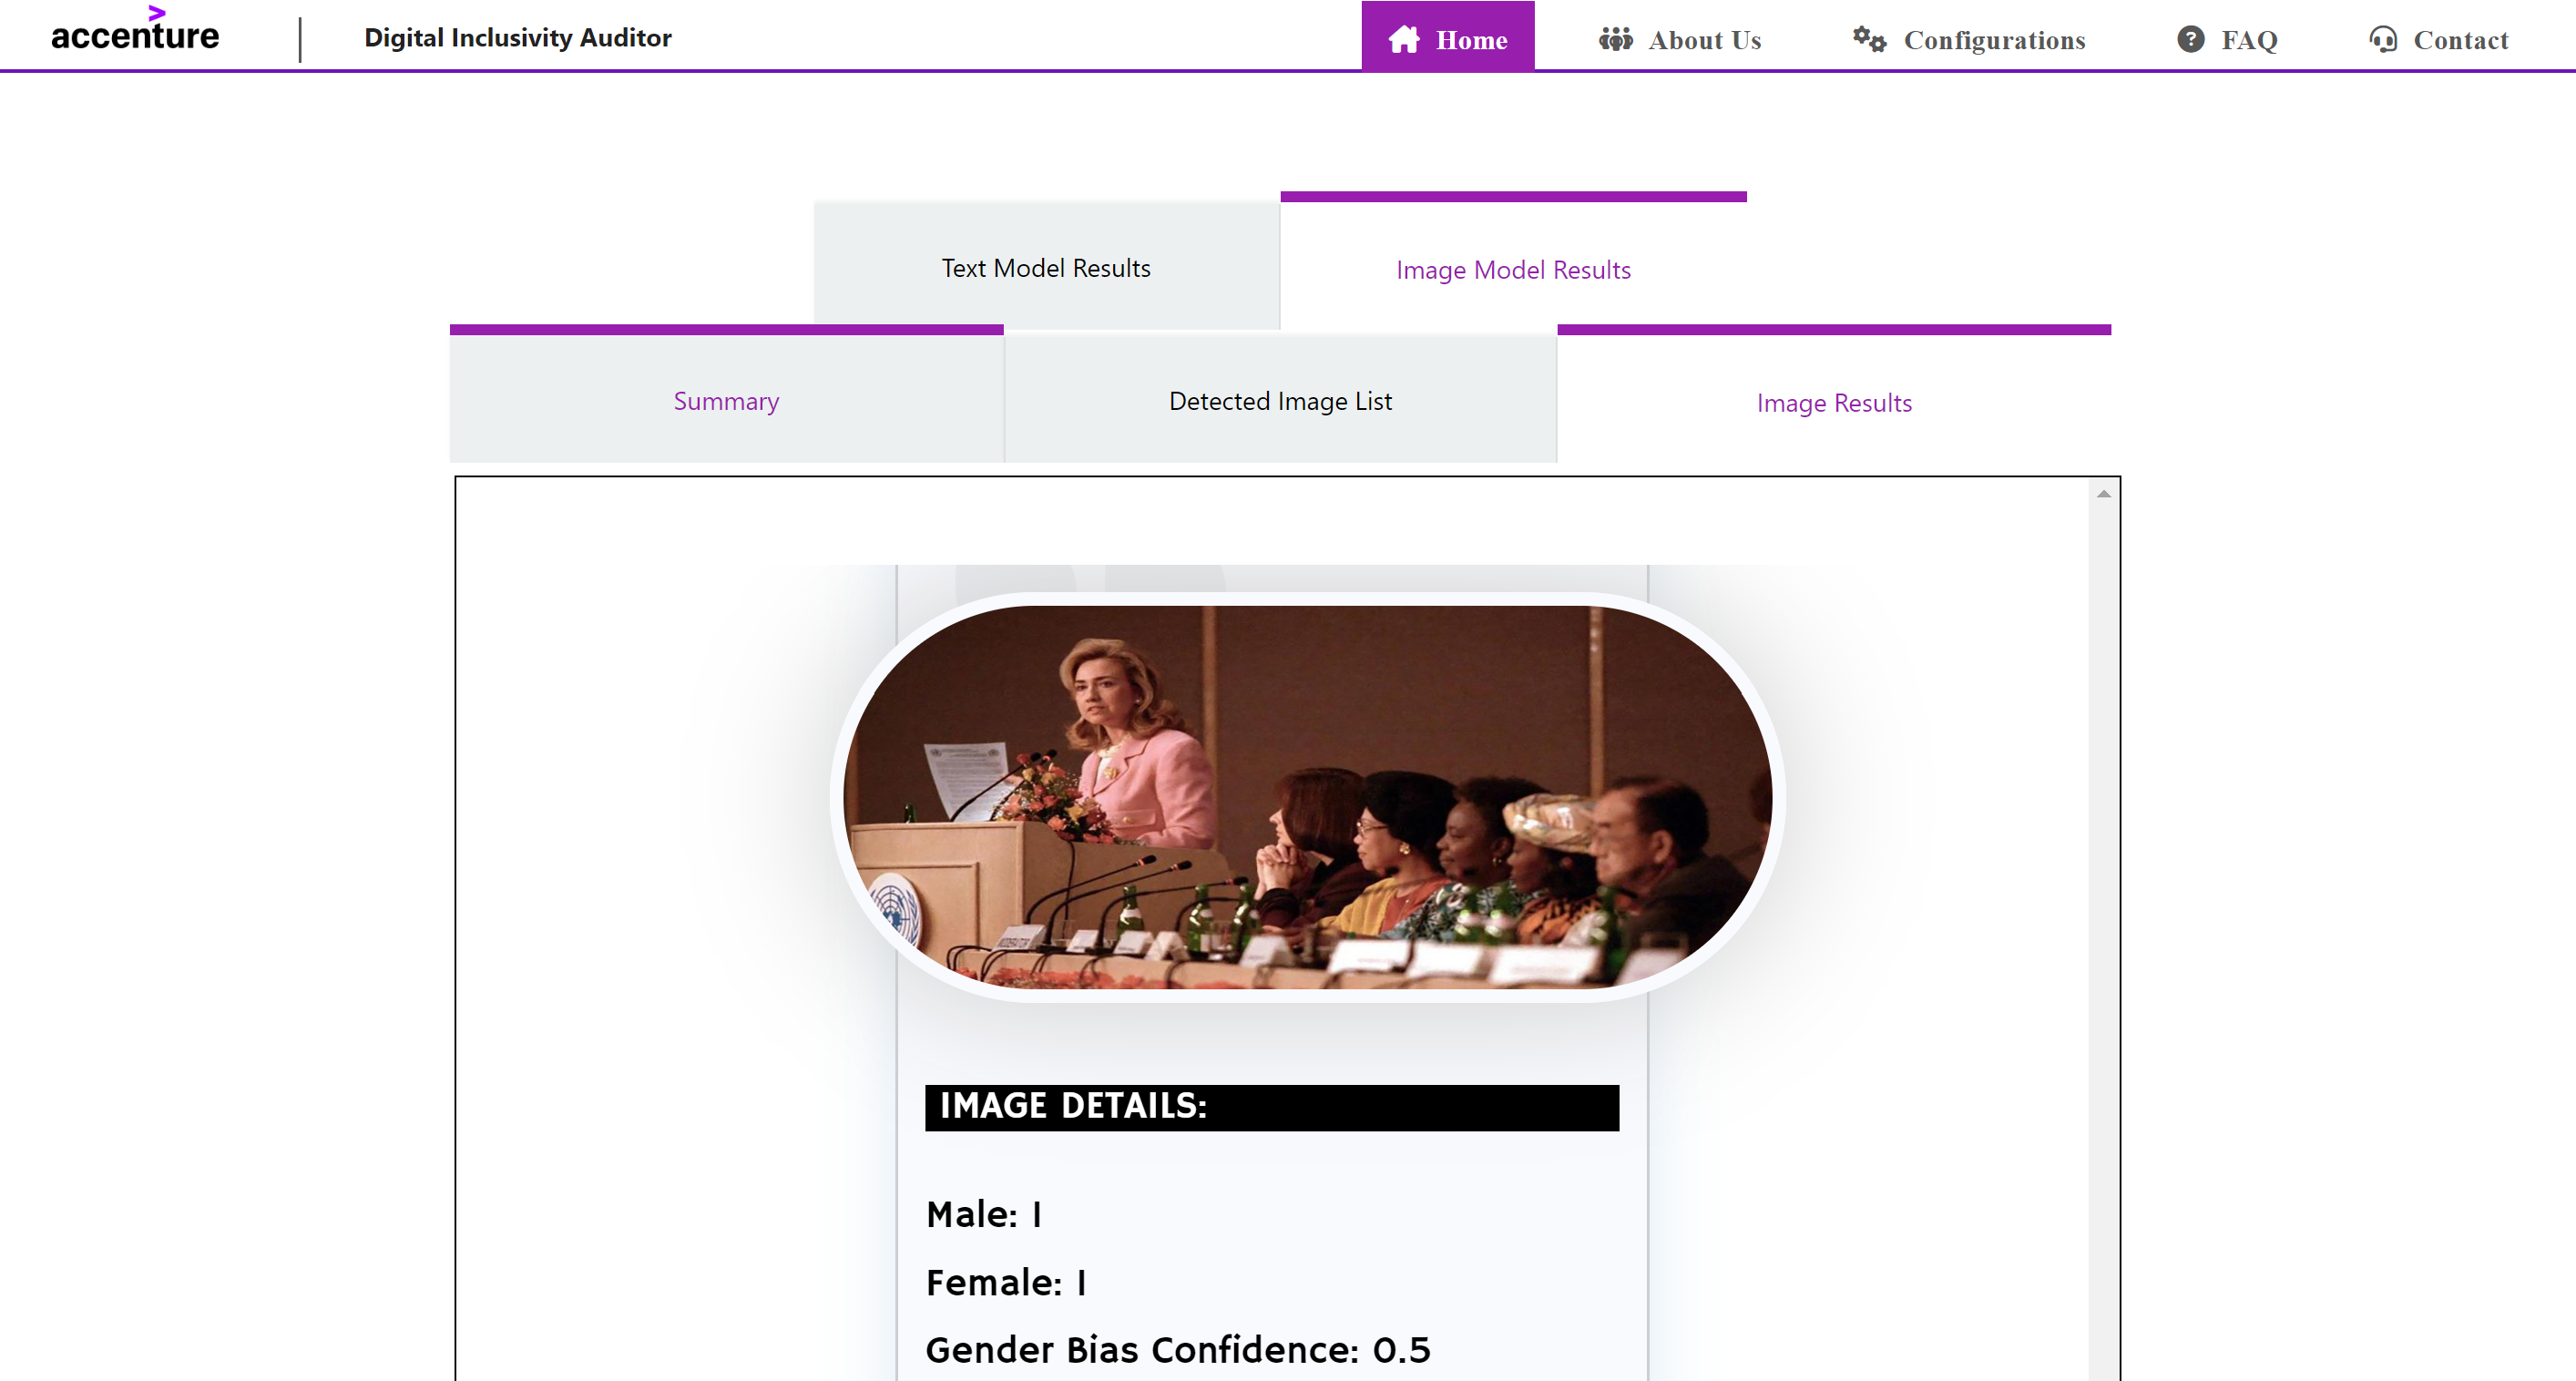 accenture
Digital Inclusivity Auditor
Home
About Us
Configurations
FAQ
Contact
Text Model Results
Image Model Results
Summary
Detected Image List
Image Results
IMAGE DETAILS:
Male: 1
Female: 1
Gender Bias Confidence: 0.5